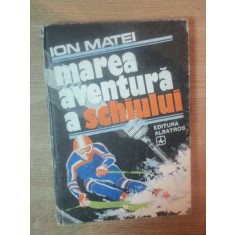 ION MATEI
marea
aventură
a schiului
EDITURA
ALBATROS